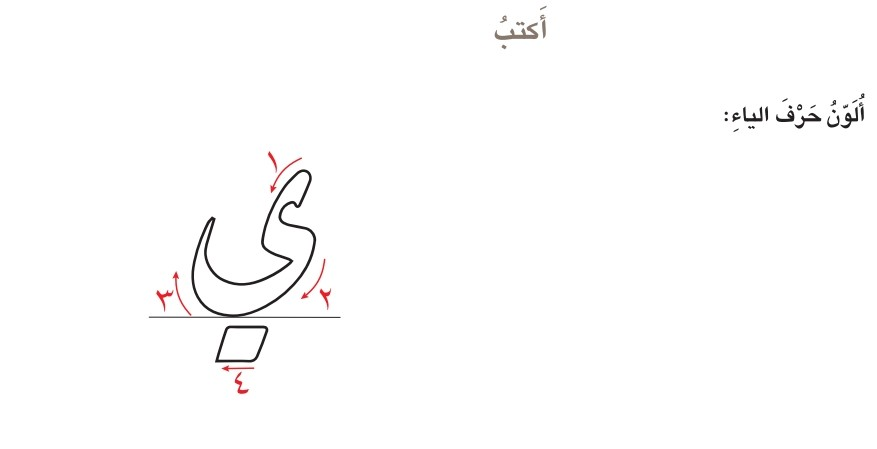 أَكتبُ
أُلَوّنُ حَرْفَ الياءِ:
١
ي
٢
٣
٤